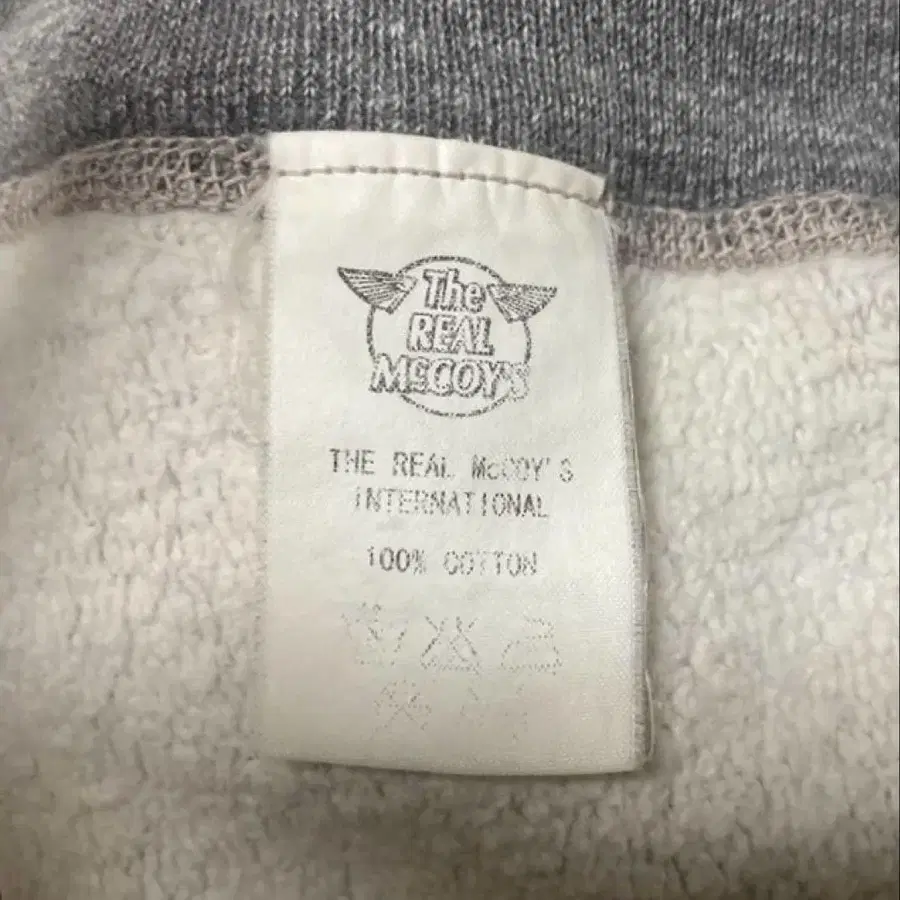 The
REAL
McCOY'S
THE REAL McCOY'S
INTERNATIONAL
100% COTTON